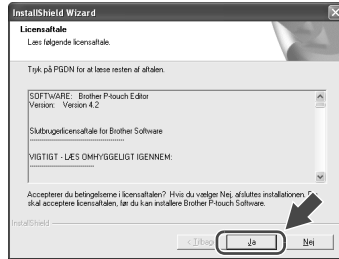 InstallShield Wizard
Licensaftale
Læs følgende licensaftale.
Tryk på PGDN for at læse resten af aftalen.
SOFTWARE: Brother P-touch Editor
Version: Version 4.2
Slutbrugerlicensaftale for Brother Software
VIGTIGT - LÆS OMHYGGELIGT IGENNEM:
Accepterer du betingelserne i licensaftalen? Hvis du vælger Nej, afsluttes installationen.
skal acceptere licensaftalen, før du kan installere Brother P-touch Software.
InstallShield
Ja
Nej